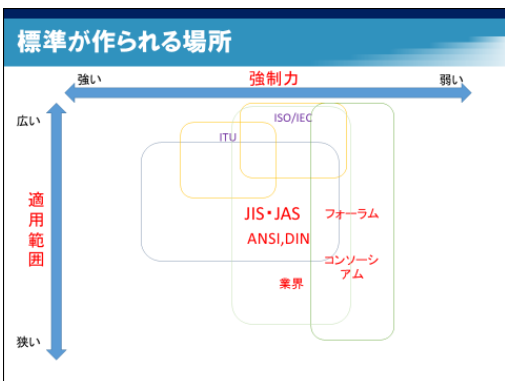 標準が作られる場所
強い
強制力
弱い
広い
ISO/IEC
ITU
適用範囲
JIS・JAS
フォーラム
ANSI,DIN
コンソーシ
アム
業界
狭い